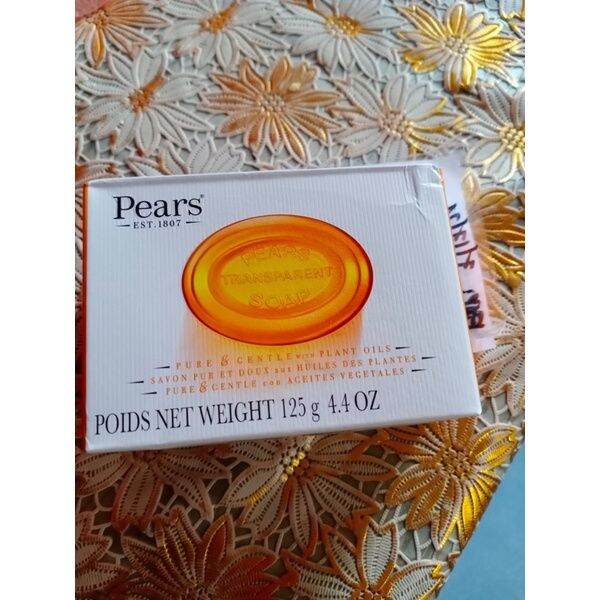 Pears®
EST. 1807
PEARS
TRANSPARENT
SOAP
PURE & GENTLE WITH PLANT OILS
SAVON PUR ET DOUX AUX HUILES DES PLANTES
PURE & GENTLE CON ACEITES VEGETALES
POIDS NET WEIGHT 125 g 4.4 OZ